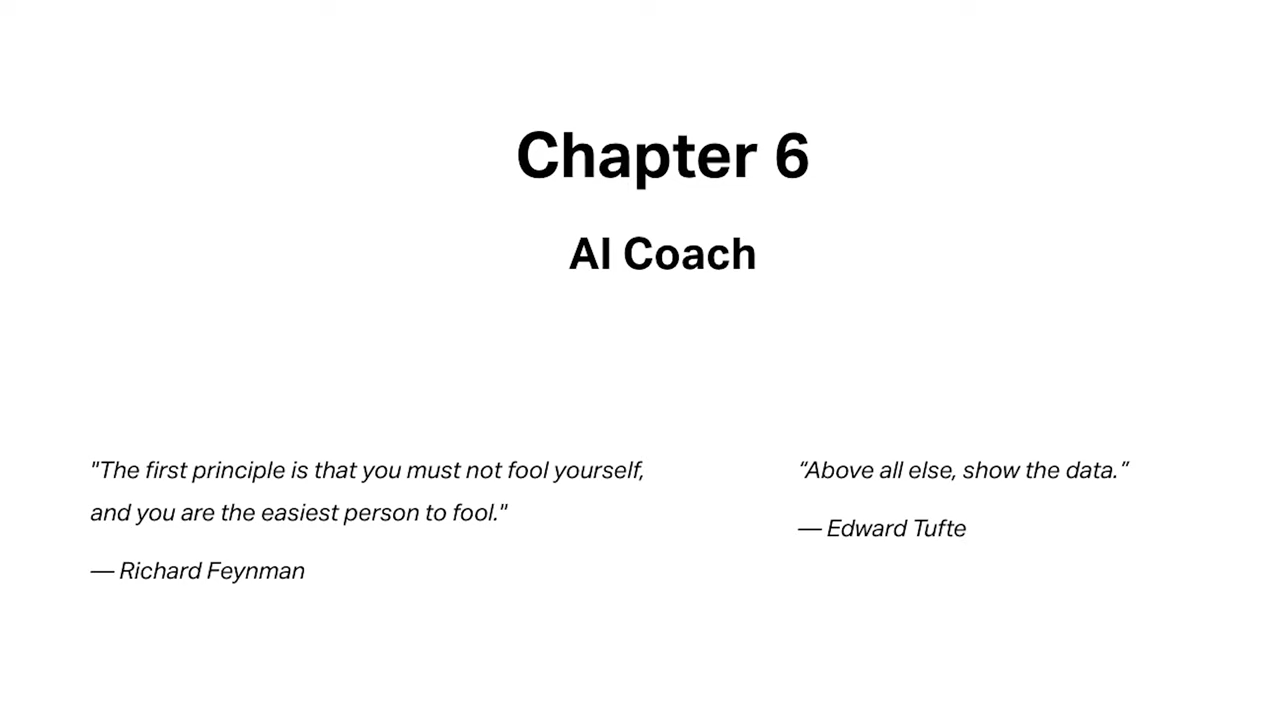 Chapter 6
AI Coach
"The first principle is that you must not fool yourself,
and you are the easiest person to fool."
— Richard Feynman
“Above all else, show the data.”
— Edward Tufte